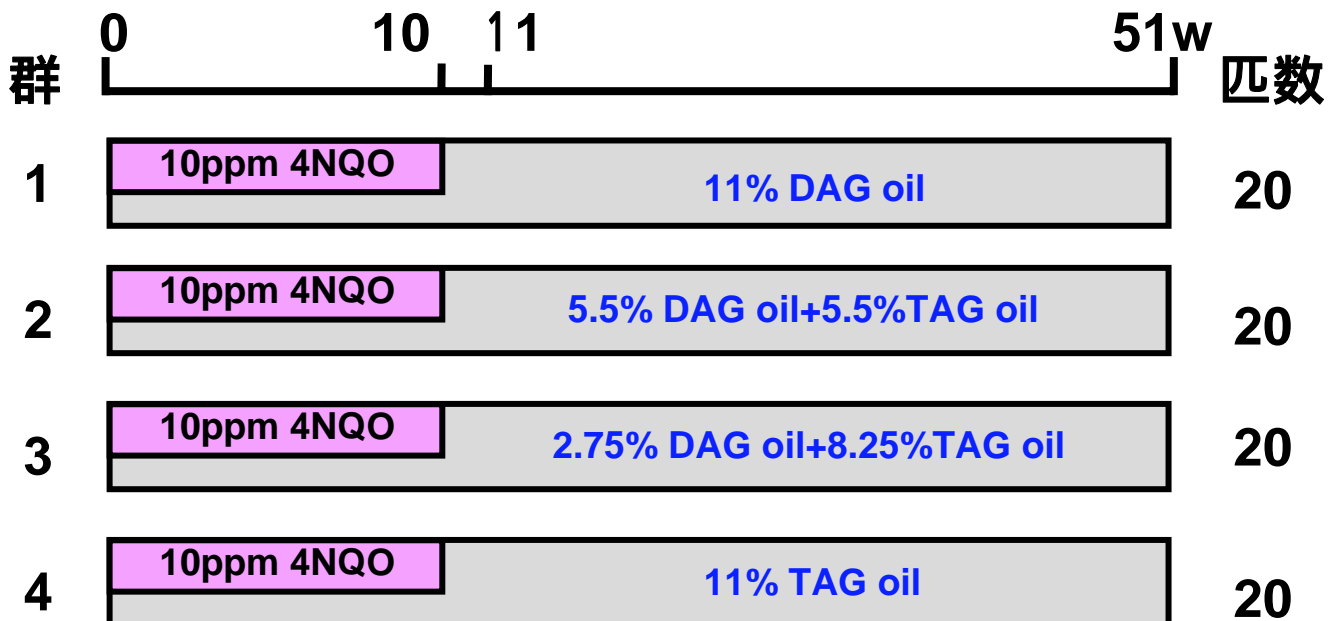 0 10 11 51w
群 匹数
10ppm 4NQO
1 11% DAG oil 20
10ppm 4NQO
2 5.5% DAG oil+5.5%TAG oil 20
10ppm 4NQO
3 2.75% DAG oil+8.25%TAG oil 20
10ppm 4NQO
4 11% TAG oil 20